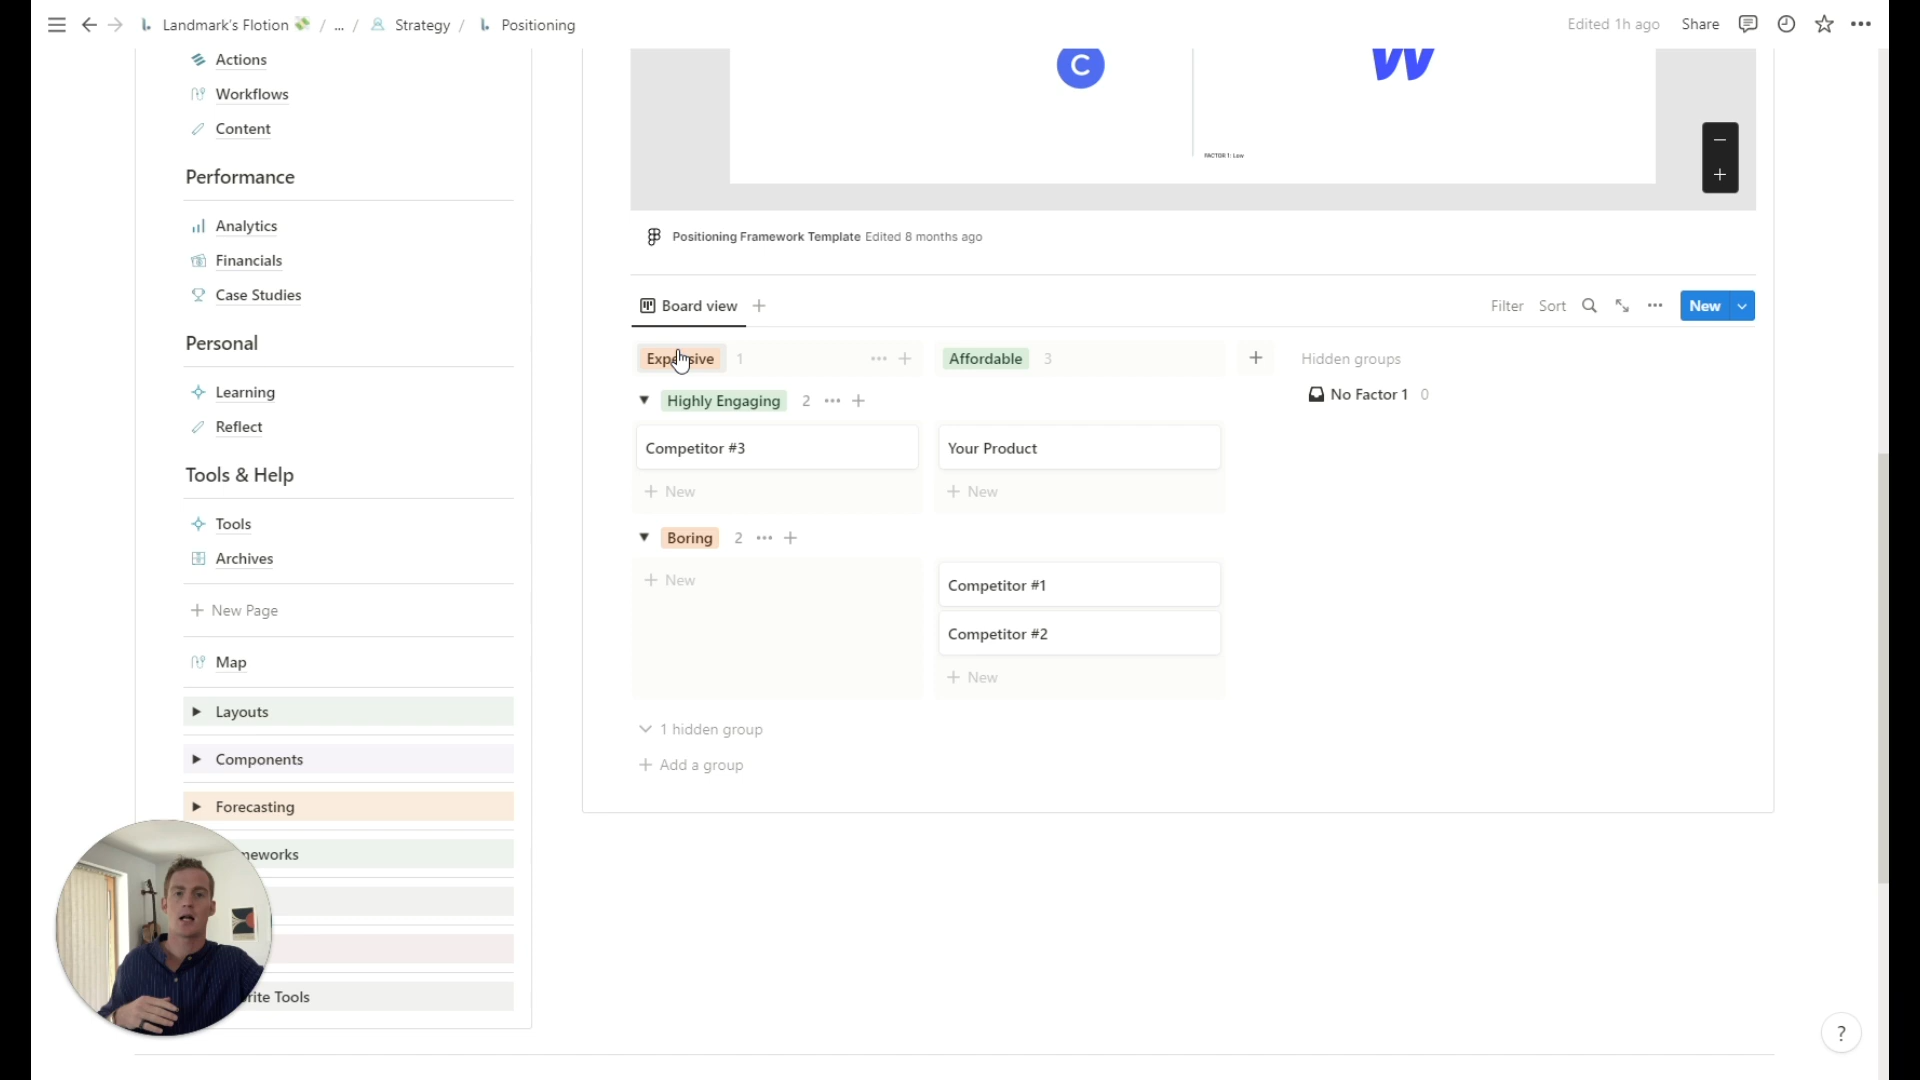 Landmark's Flotion 💸 / ... / Strategy / Positioning
Edited 1h ago
Share
Actions
Workflows
Content
Performance
Analytics
Financials
Case Studies
Personal
Learning
Reflect
Tools & Help
Tools
Archives
+ New Page
Map
Layouts
Components
Forecasting
meworks
rite Tools
C
W
FACTOR 1: Low
Positioning Framework Template Edited 8 months ago
Board view
Filter
Sort
New
Expensive 1
Affordable 3
Hidden groups
Highly Engaging 2
No Factor 1 0
Competitor #3
Your Product
+ New
+ New
Boring 2
+ New
Competitor #1
Competitor #2
+ New
1 hidden group
+ Add a group
?